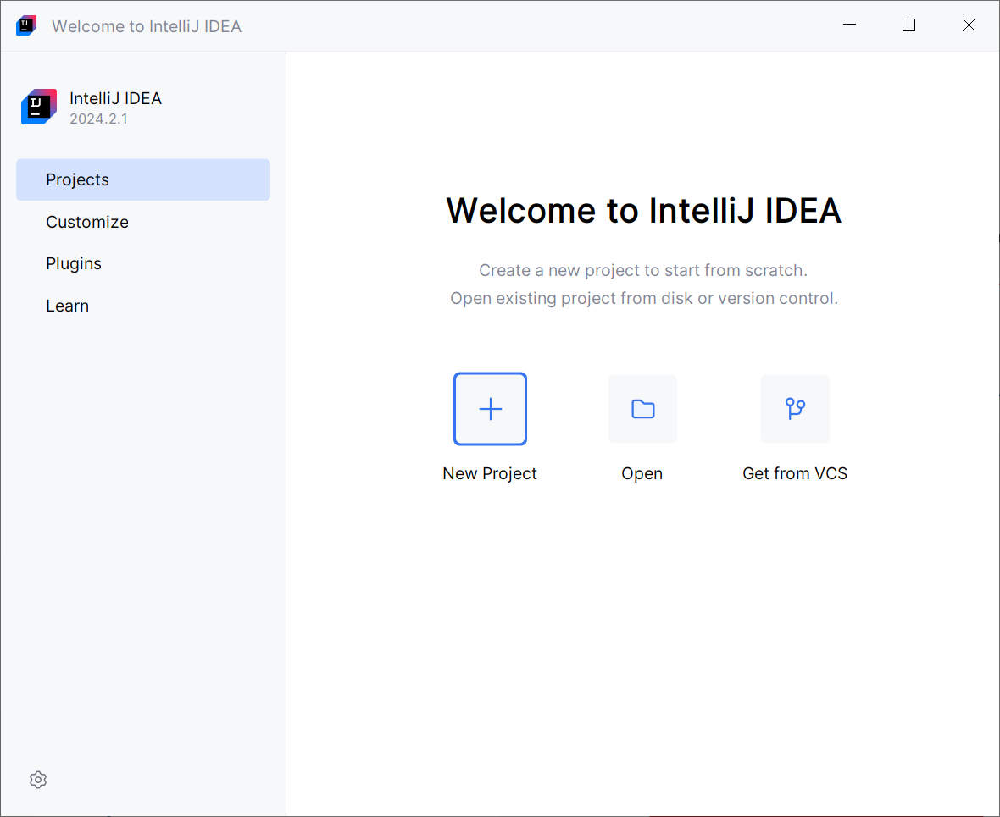 Welcome to IntelliJ IDEA
IJ
IntelliJ IDEA
2024.2.1
Projects
Customize
Plugins
Learn
Welcome to IntelliJ IDEA
Create a new project to start from scratch.
Open existing project from disk or version control.
New Project
Open
Get from VCS